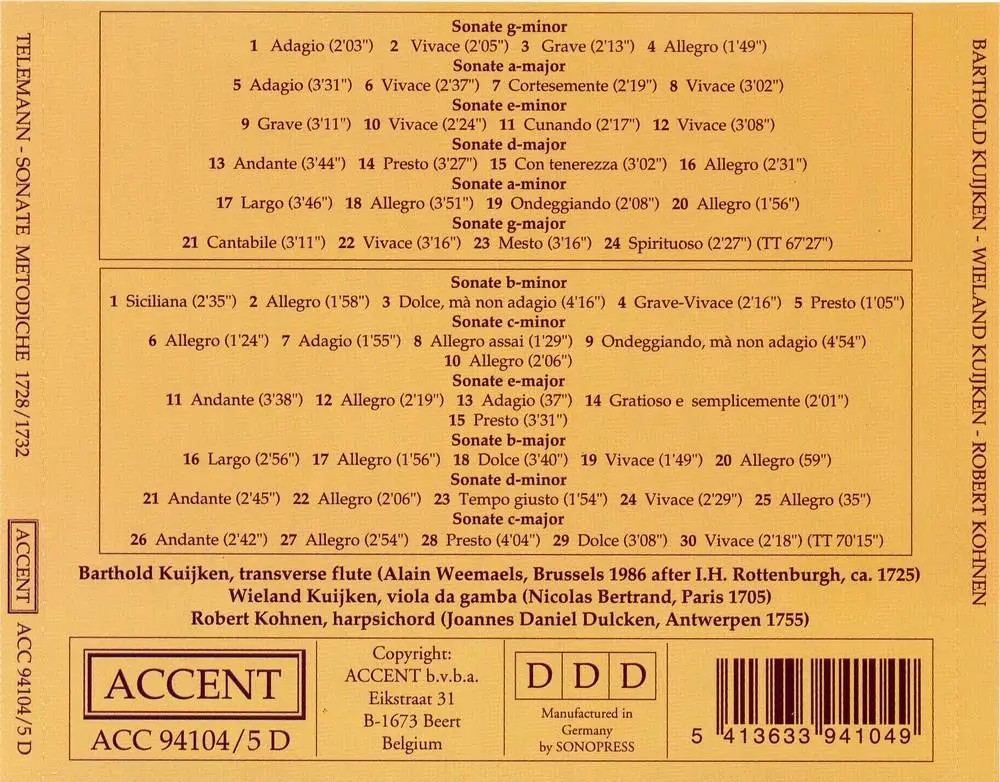 TELEMANN - SONATE METODICHE 1728/1732
ACCENT ACC 94104/5 D
Sonate g-minor
1 Adagio (2'03") 2 Vivace (2'05") 3 Grave (2'13") 4 Allegro (1'49")
Sonate a-major
5 Adagio (3'31") 6 Vivace (2'37") 7 Cortesemente (2'19") 8 Vivace (3'02")
Sonate e-minor
9 Grave (3'11") 10 Vivace (2'24") 11 Cunando (2'17") 12 Vivace (3'08")
Sonate d-major
13 Andante (3'44") 14 Presto (3'27") 15 Con tenerezza (3'02") 16 Allegro (2'31")
Sonate a-minor
17 Largo (3'46") 18 Allegro (3'51") 19 Ondeggiando (2'08") 20 Allegro (1'56")
Sonate g-major
21 Cantabile (3'11") 22 Vivace (3'16") 23 Mesto (3'16") 24 Spirituoso (2'27") (TT 67'27")
Sonate b-minor
1 Siciliana (2'35") 2 Allegro (1'58") 3 Dolce, mà non adagio (4'16") 4 Grave-Vivace (2'16") 5 Presto (1'05")
Sonate c-minor
6 Allegro (1'24") 7 Adagio (1'55") 8 Allegro assai (1'29") 9 Ondeggiando, mà non adagio (4'54")
10 Allegro (2'06")
Sonate e-major
11 Andante (3'38") 12 Allegro (2'19") 13 Adagio (37") 14 Gratioso e semplicemente (2'01")
15 Presto (3'31")
Sonate b-major
16 Largo (2'56") 17 Allegro (1'56") 18 Dolce (3'40") 19 Vivace (1'49") 20 Allegro (59")
Sonate d-minor
21 Andante (2'45") 22 Allegro (2'06") 23 Tempo giusto (1'54") 24 Vivace (2'29") 25 Allegro (35")
Sonate c-major
26 Andante (2'42") 27 Allegro (2'54") 28 Presto (4'04") 29 Dolce (3'08") 30 Vivace (2'18") (TT 70'15")
Barthold Kuijken, transverse flute (Alain Weemaels, Brussels 1986 after I.H. Rottenburgh, ca. 1725)
Wieland Kuijken, viola da gamba (Nicolas Bertrand, Paris 1705)
Robert Kohnen, harpsichord (Joannes Daniel Dulcken, Antwerpen 1755)
ACCENT
ACC 94104/5 D
Copyright:
ACCENT b.v.b.a.
Eikstraat 31
B-1673 Beert
Belgium
D D D
Manufactured in
Germany
by SONOPRESS
5 413633 941049
BARTHOLD KUIJKEN - WIELAND KUIJKEN - ROBERT KOHNEN